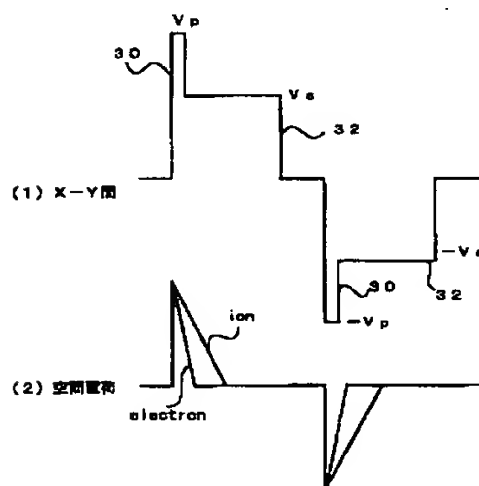 Vp
30
Vs
32
(1) X-Y間
-Vs
30
32
-Vp
ion
(2) 空間電荷
electron